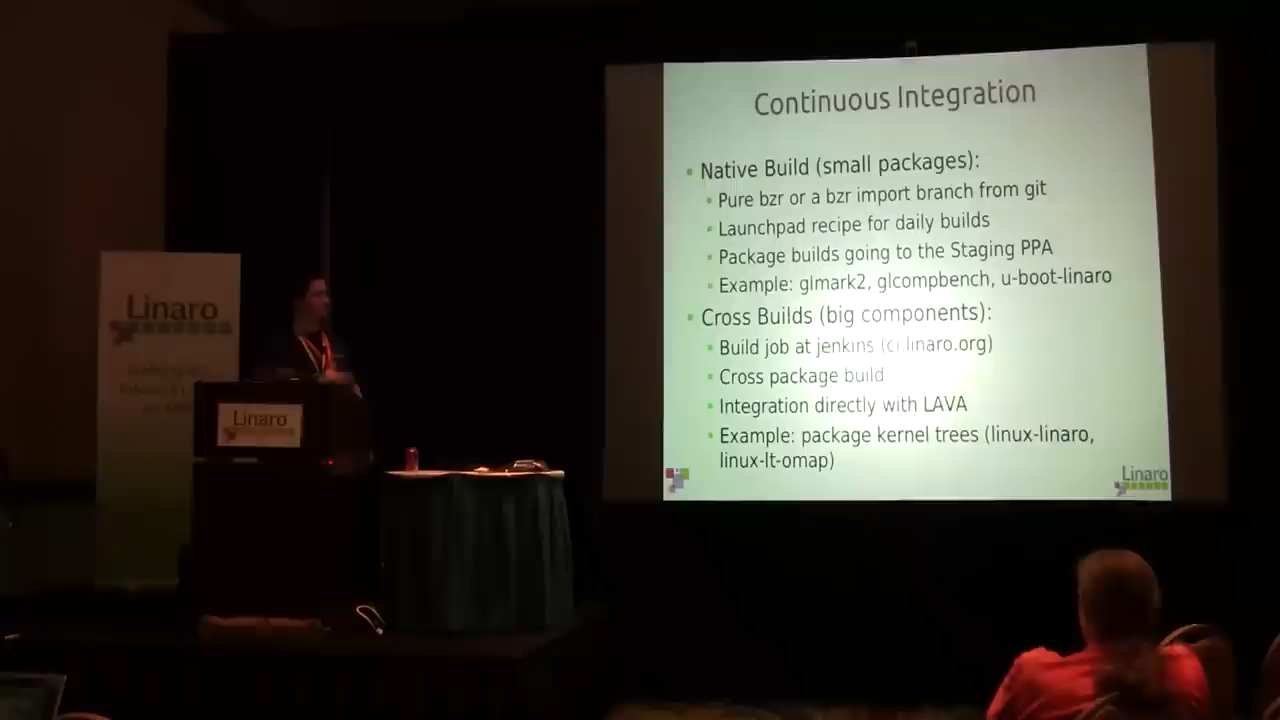 Continuous Integration
Native Build (small packages):
Pure bzr or a bzr import branch from git
Launchpad recipe for daily builds
Package builds going to the Staging PPA
Example: glmark2, glcompbench, u-boot-linaro
Cross Builds (big components):
Build job at jenkins (ci.linaro.org)
Cross package build
Integration directly with LAVA
Example: package kernel trees (linux-linaro,
linux-lt-omap)
Linaro
Linaro
Linaro